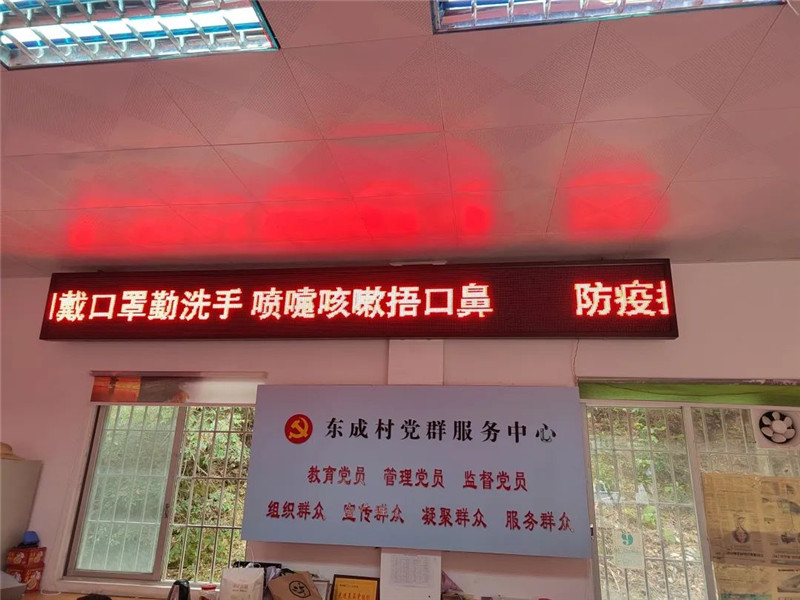 戴口罩勤洗手 喷嚏咳嗽捂口鼻 防疫
东成村党群服务中心
教育党员 管理党员 监督党员
组织群众 宣传群众 凝聚群众 服务群众